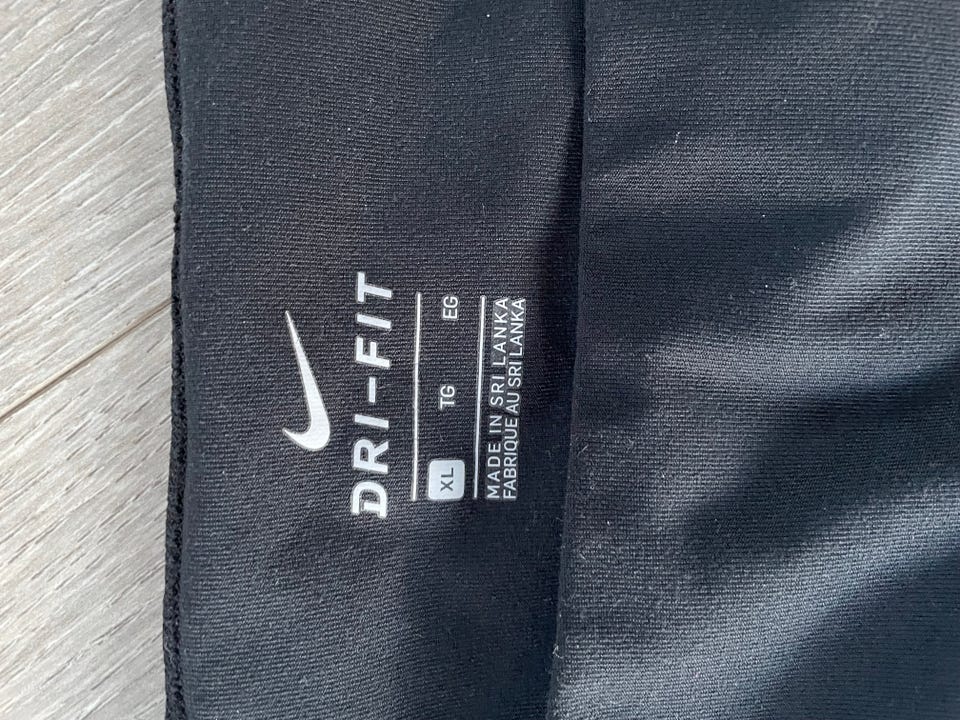 DRI-FIT
XL TG EG
MADE IN SRI LANKA
FABRIQUE AU SRI LANKA